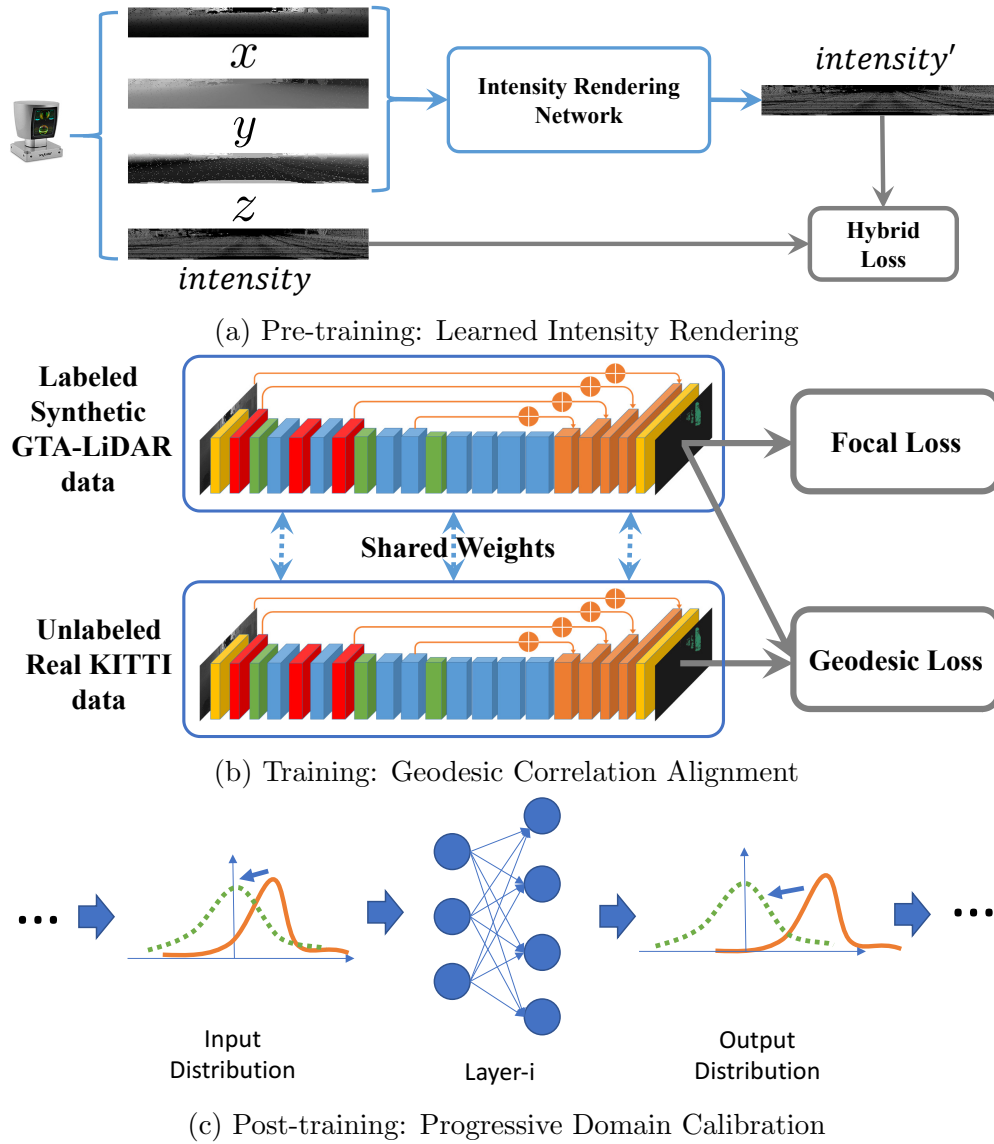 x
y
z
intensity
Intensity Rendering
Network
intensity′
Hybrid
Loss
(a) Pre-training: Learned Intensity Rendering
Labeled
Synthetic
GTA-LiDAR
data
Focal Loss
Shared Weights
Unlabeled
Real KITTI
data
Geodesic Loss
(b) Training: Geodesic Correlation Alignment
...
...
Input
Distribution
Layer-i
Output
Distribution
(c) Post-training: Progressive Domain Calibration